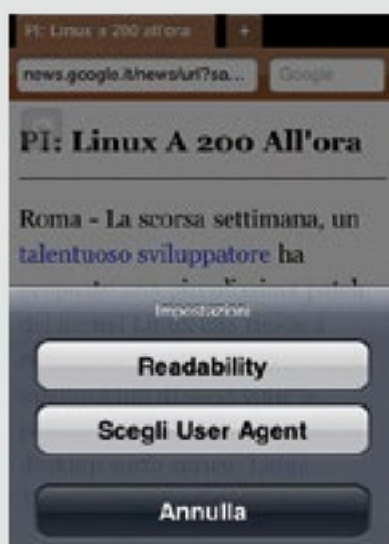 PI: Linux a 200 all'ora +
news.google.it/news/url?sa... Google
PI: Linux A 200 All'ora
Roma - La scorsa settimana, un
talentuoso sviluppatore ha
Impostazioni
Readability
Scegli User Agent
Annulla